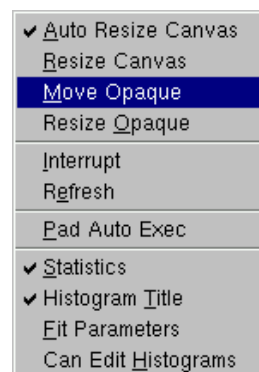 Auto Resize Canvas
Resize Canvas
Move Opaque
Resize Opaque
Interrupt
Refresh
Pad Auto Exec
Statistics
Histogram Title
Fit Parameters
Can Edit Histograms